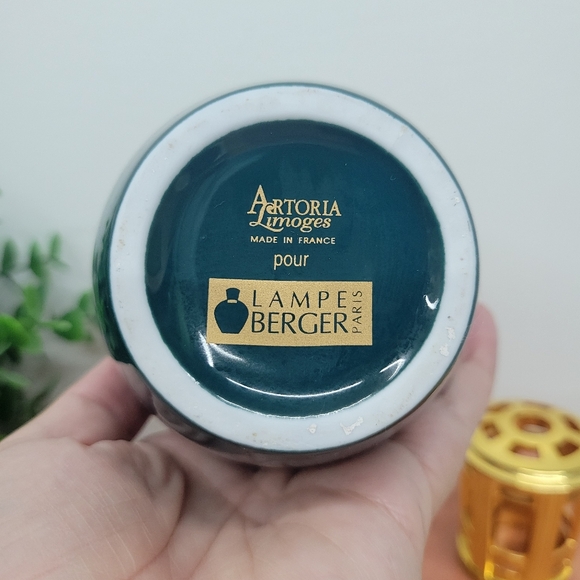 ARTORIA
Limoges
MADE IN FRANCE
pour
LAMPE
BERGER
PARIS